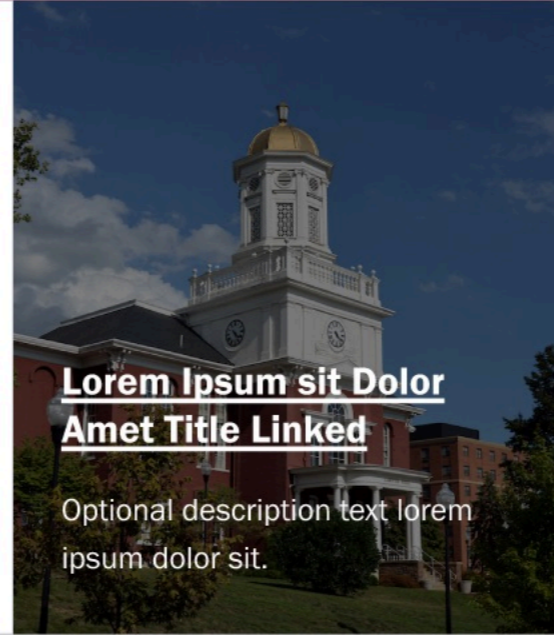 Lorem Ipsum sit Dolor
Amet Title Linked
Optional description text lorem
ipsum dolor sit.